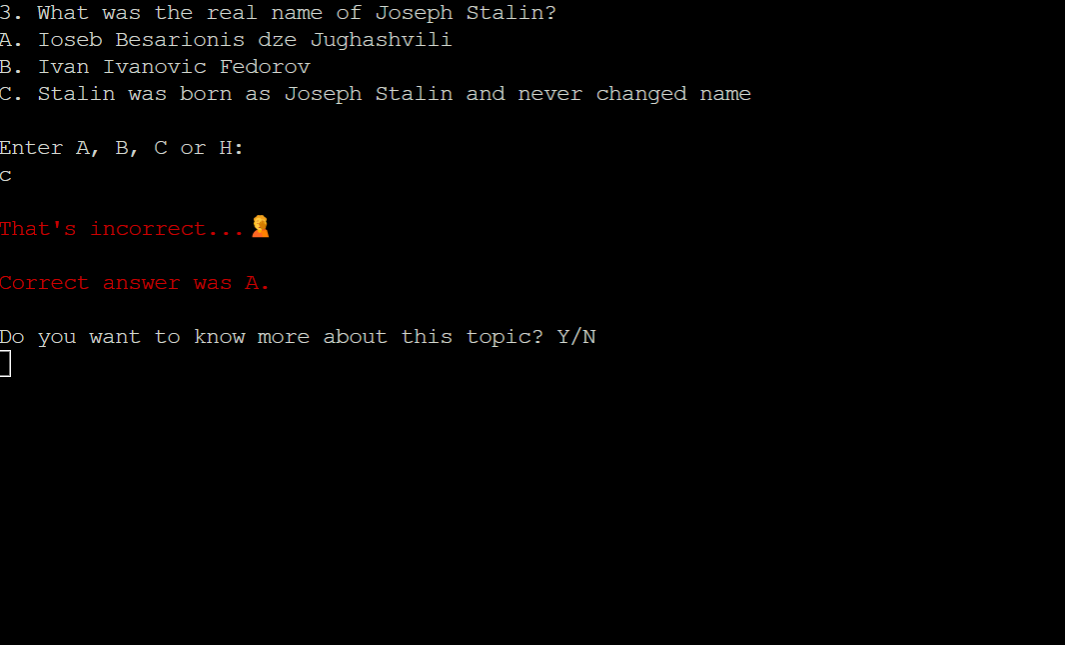 3. What was the real name of Joseph Stalin?
A. Ioseb Besarionis dze Jughashvili
B. Ivan Ivanovic Fedorov
C. Stalin was born as Joseph Stalin and never changed name
Enter A, B, C or H:
c
That's incorrect...🤦
Correct answer was A.
Do you want to know more about this topic? Y/N